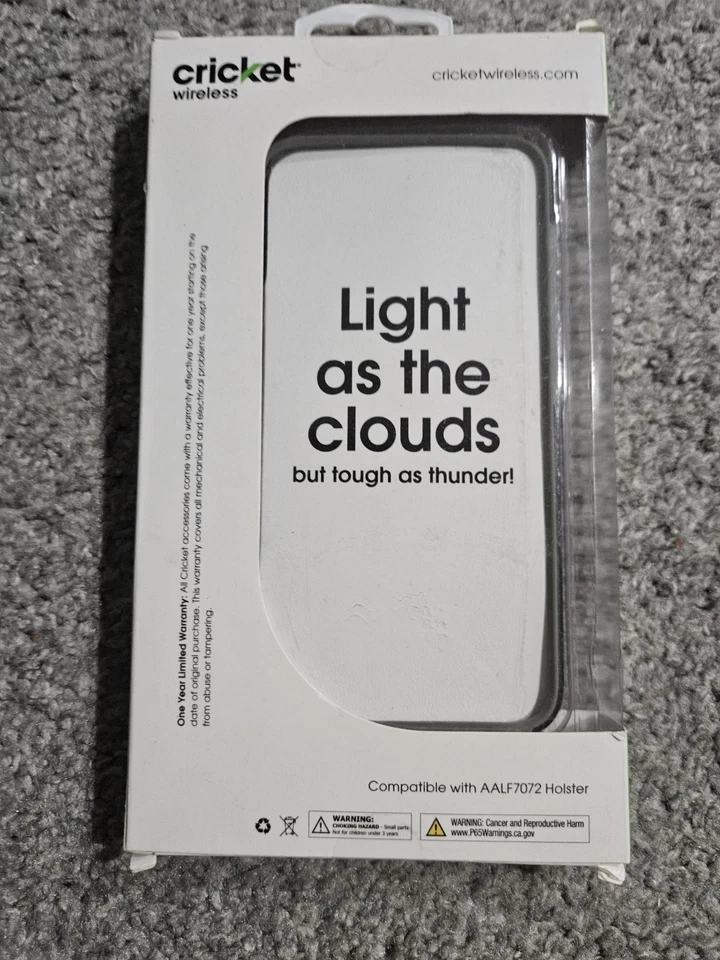 cricket
wireless
cricketwireless.com
Light
as the
clouds
but tough as thunder!
One Year Limited Warranty: All Cricket accessories come with a warranty effective for one year starting on the
date of original purchase. This warranty covers all mechanical and electrical problems, except those arising
from abuse or tampering.
Compatible with AALF7072 Holster
WARNING:
CHOKING HAZARD - Small parts
Not for children under 3 years
WARNING: Cancer and Reproductive Harm
www.P65Warnings.ca.gov